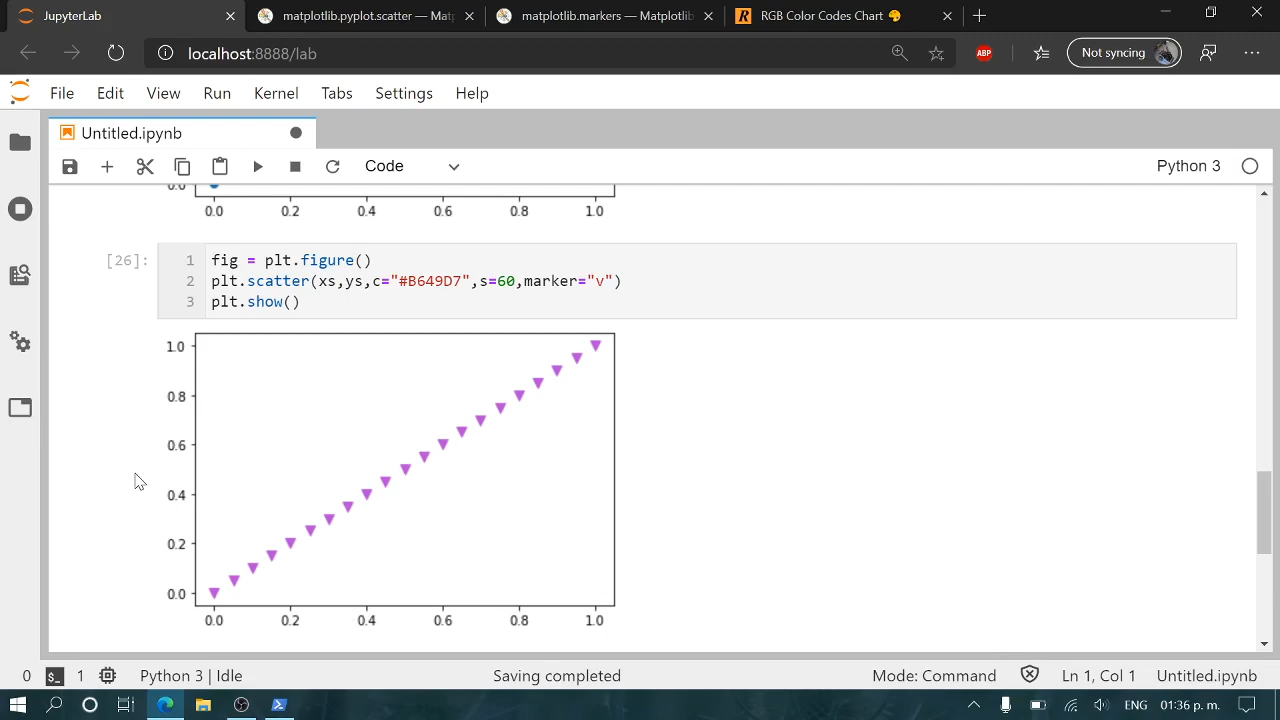 JupyterLab
matplotlib.pyplot.scatter — Mat
matplotlib.markers — Matplotlib
RGB Color Codes Chart
localhost:8888/lab
ABP
Not syncing
File Edit View Run Kernel Tabs Settings Help
Untitled.ipynb
Code
Python 3
0.0
0.0 0.2 0.4 0.6 0.8 1.0
[26]:
1 fig = plt.figure()
2 plt.scatter(xs,ys,c="#B649D7",s=60,marker="v")
3 plt.show()
1.0
0.8
0.6
0.4
0.2
0.0
0.0 0.2 0.4 0.6 0.8 1.0
0 $_ 1 Python 3 | Idle Saving completed Mode: Command Ln 1, Col 1 Untitled.ipynb
ENG 01:36 p. m.